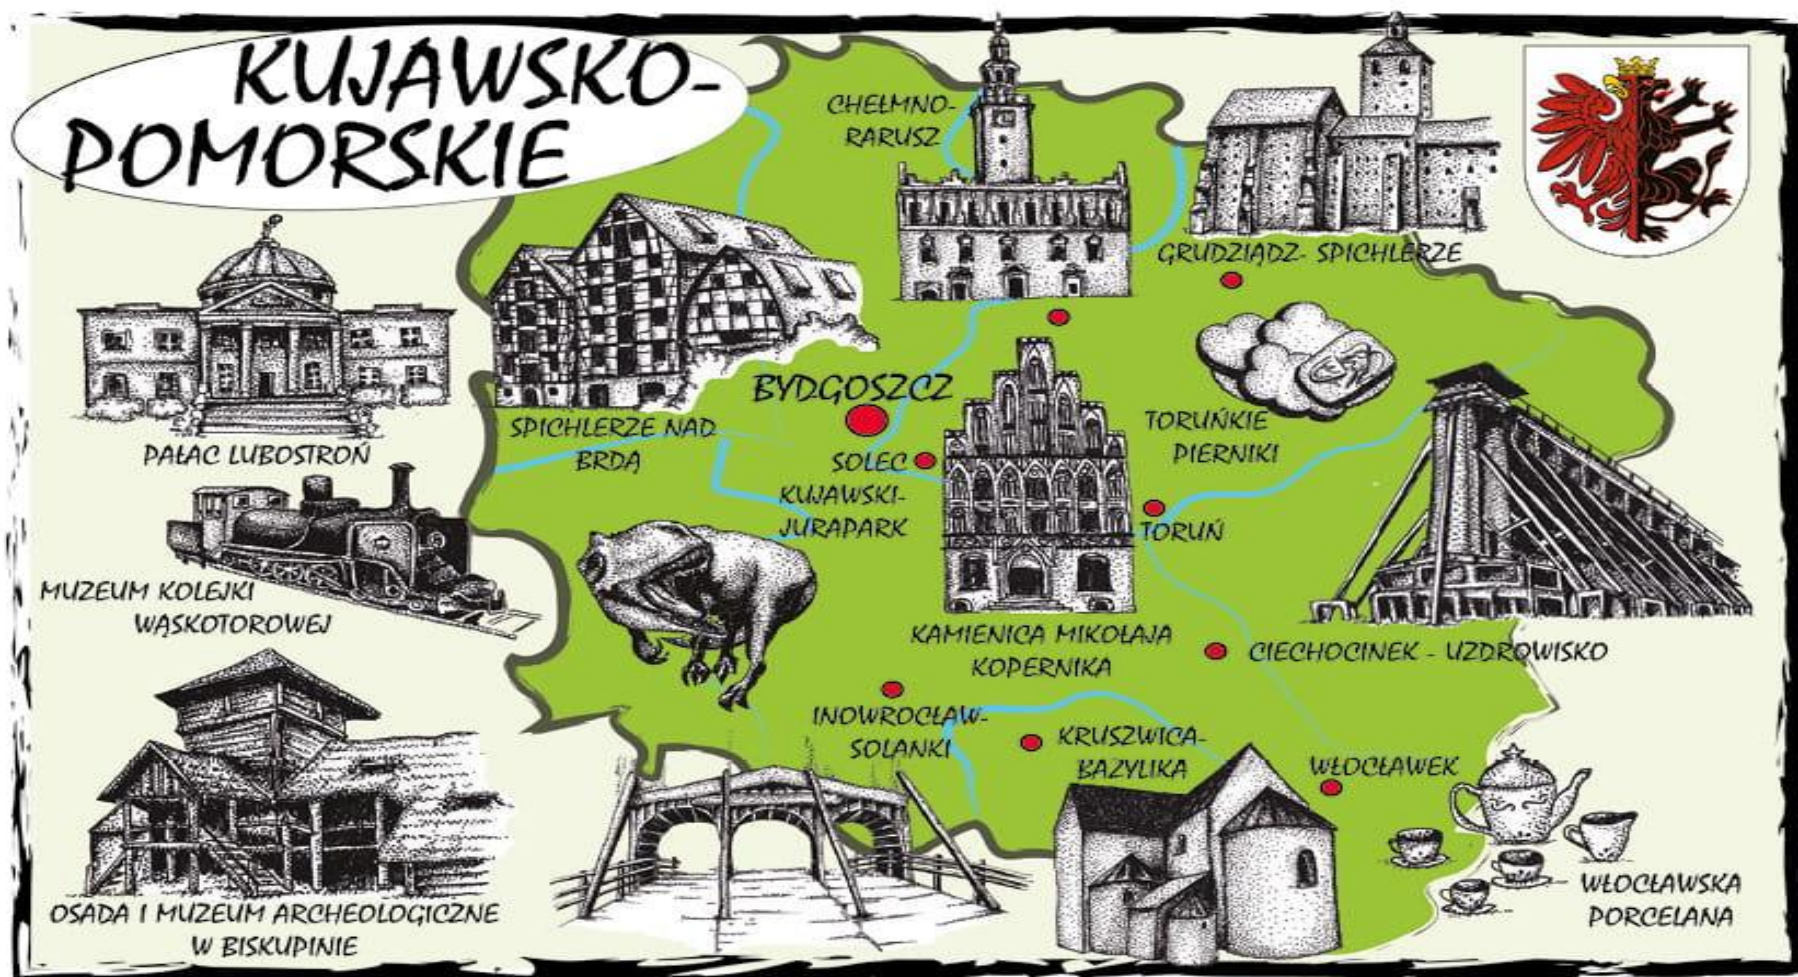 KUJAWSKO-
POMORSKIE
CHEŁMNO-
RARUSZ
GRUDZIĄDZ- SPICHLERZE
PAŁAC LUBOSTROŃ
SPICHLERZE NAD
BRDĄ
BYDGOSZCZ
SOLEC
KUJAWSKI-
JURAPARK
TORUŃKIE
PIERNIKI
TORUŃ
MUZEUM KOLEJKI
WĄSKOTOROWEJ
KAMIENICA MIKOŁAJA
KOPERNIKA
CIECHOCINEK - UZDROWISKO
INOWROCŁAW-
SOLANKI
KRUSZWICA-
BAZYLIKA
WŁOCŁAWEK
OSADA I MUZEUM ARCHEOLOGICZNE
W BISKUPINIE
WŁOCŁAWSKA
PORCELANA